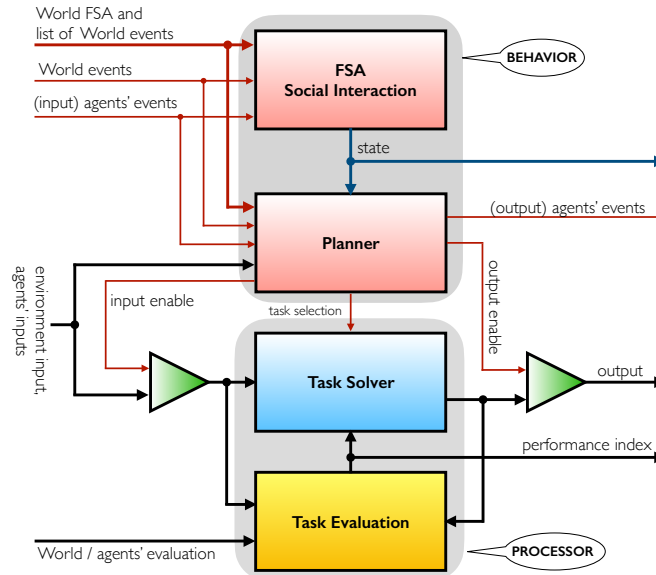 World FSA and
list of World events
World events
(input) agents' events
FSA
Social Interaction
BEHAVIOR
state
(output) agents' events
Planner
environment input,
agents' inputs
input enable
output enable
task selection
Task Solver
output
performance index
Task Evaluation
World / agents' evaluation
PROCESSOR